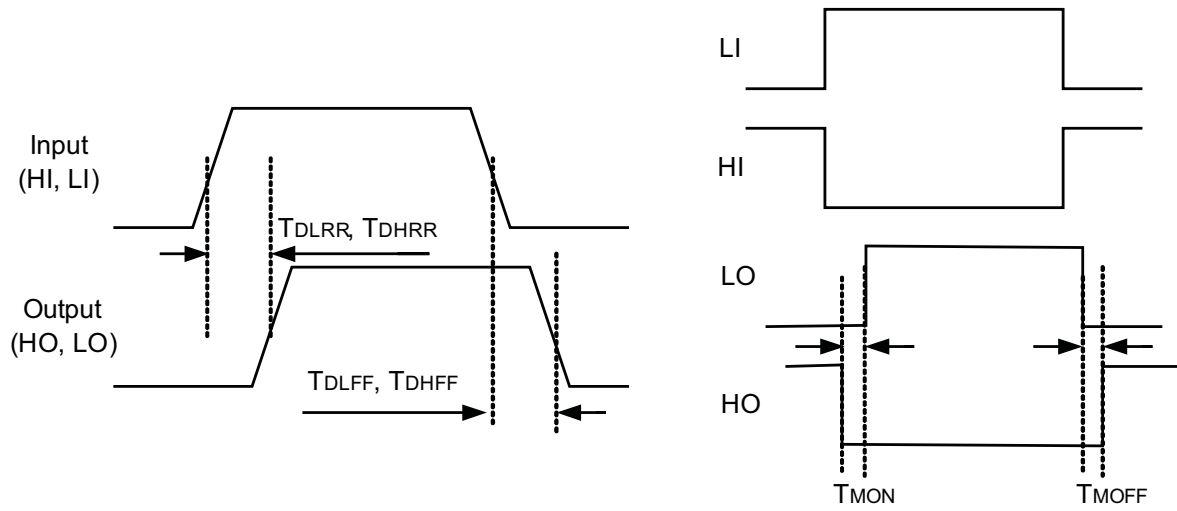 Input
(HI, LI)
TDLRR, TDHRR
Output
(HO, LO)
TDLFF, TDHFF
LI
HI
LO
HO
TMON
TMOFF